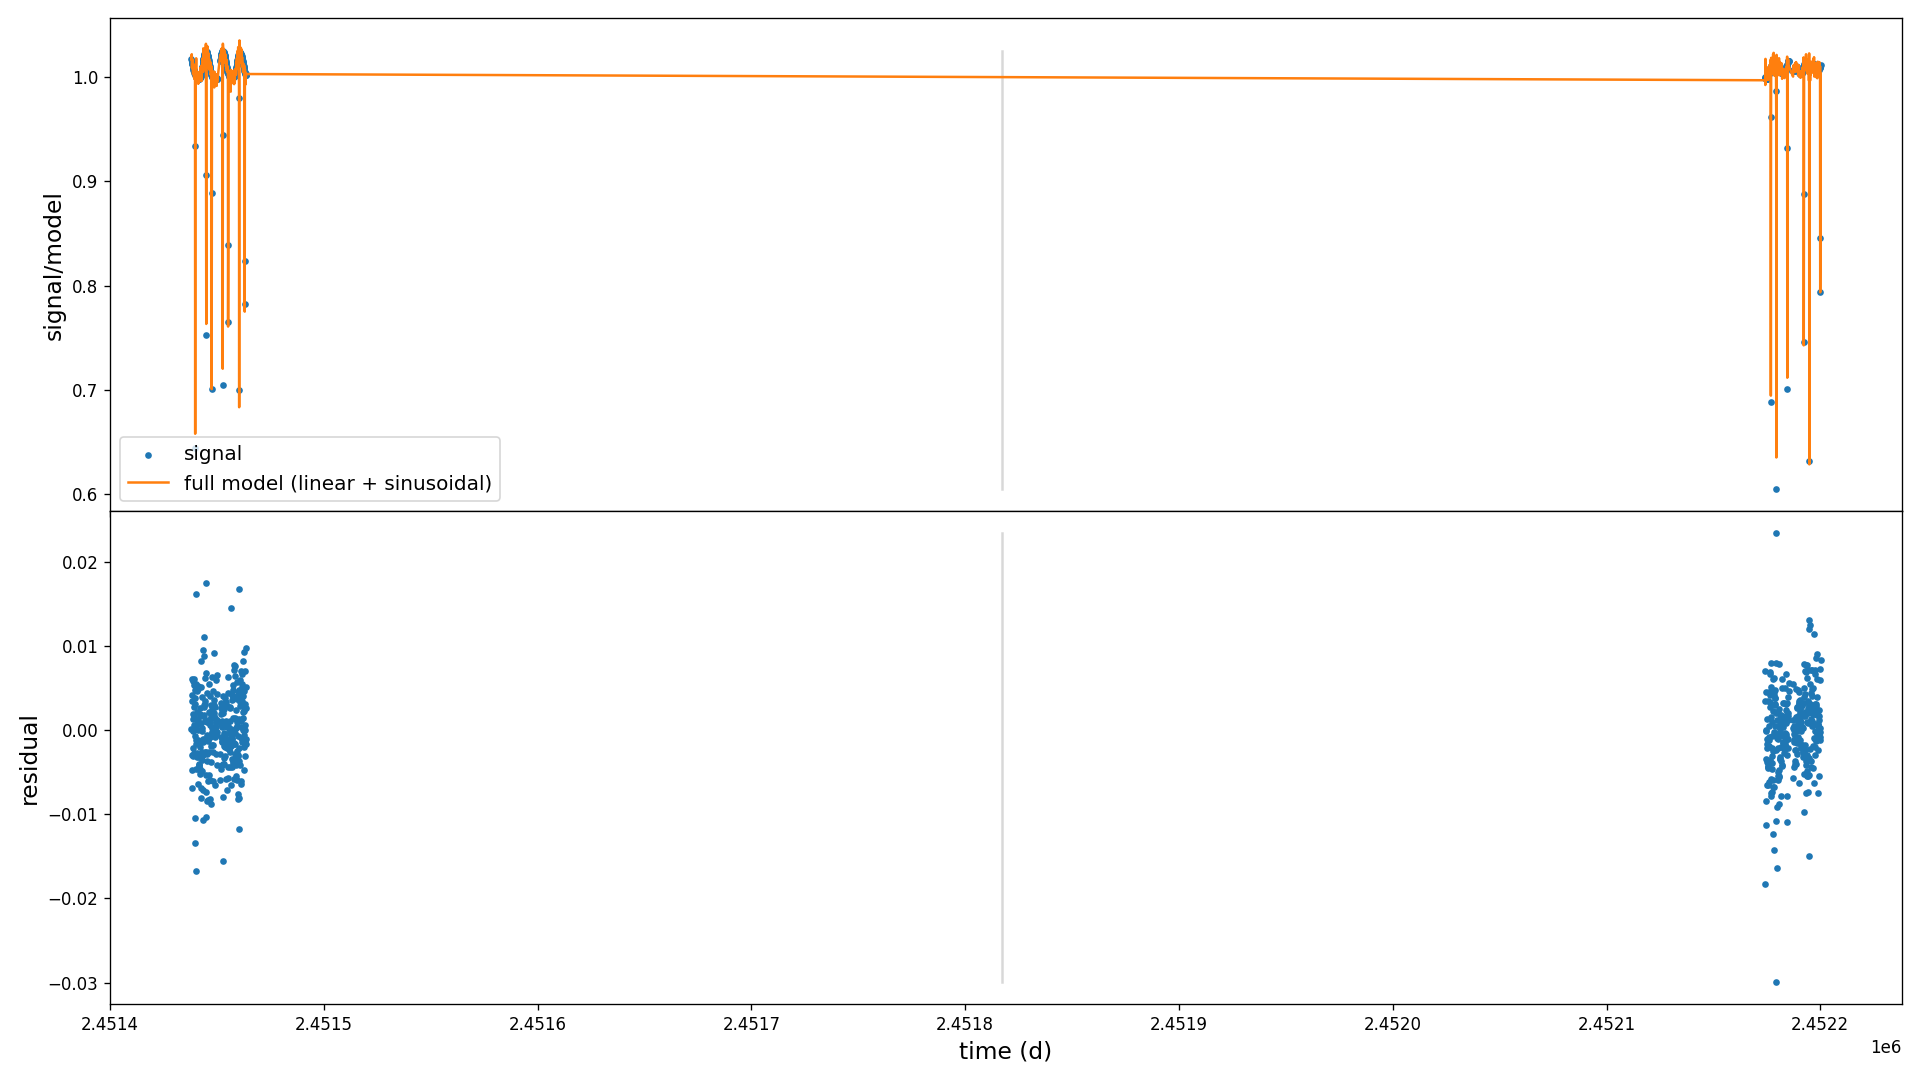 signal/model
1.0
0.9
0.8
0.7
0.6
signal
full model (linear + sinusoidal)
residual
0.02
0.01
0.00
−0.01
−0.02
−0.03
2.4514 2.4515 2.4516 2.4517 2.4518 2.4519 2.4520 2.4521 2.4522
time (d)
1e6